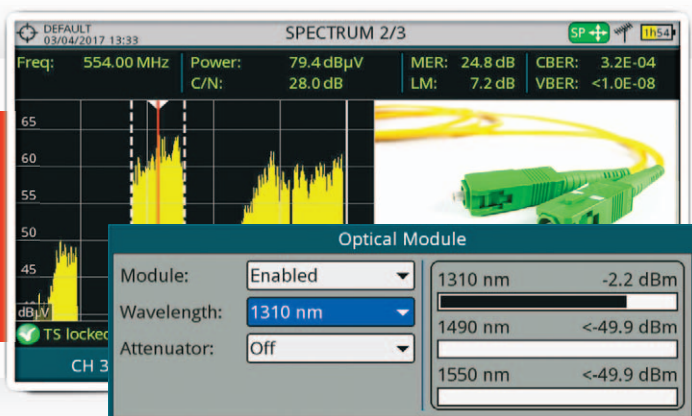 DEFAULT
03/04/2017 13:33
SPECTRUM 2/3
SP
1h54
Freq: 554.00 MHz
Power: 79.4 dBµV
MER: 24.8 dB
CBER: 3.2E-04
C/N: 28.0 dB
LM: 7.2 dB
VBER: <1.0E-08
65
60
55
50
45
dBµV
TS locked
CH 3
Optical Module
Module: Enabled
Wavelength: 1310 nm
Attenuator: Off
1310 nm -2.2 dBm
1490 nm <-49.9 dBm
1550 nm <-49.9 dBm